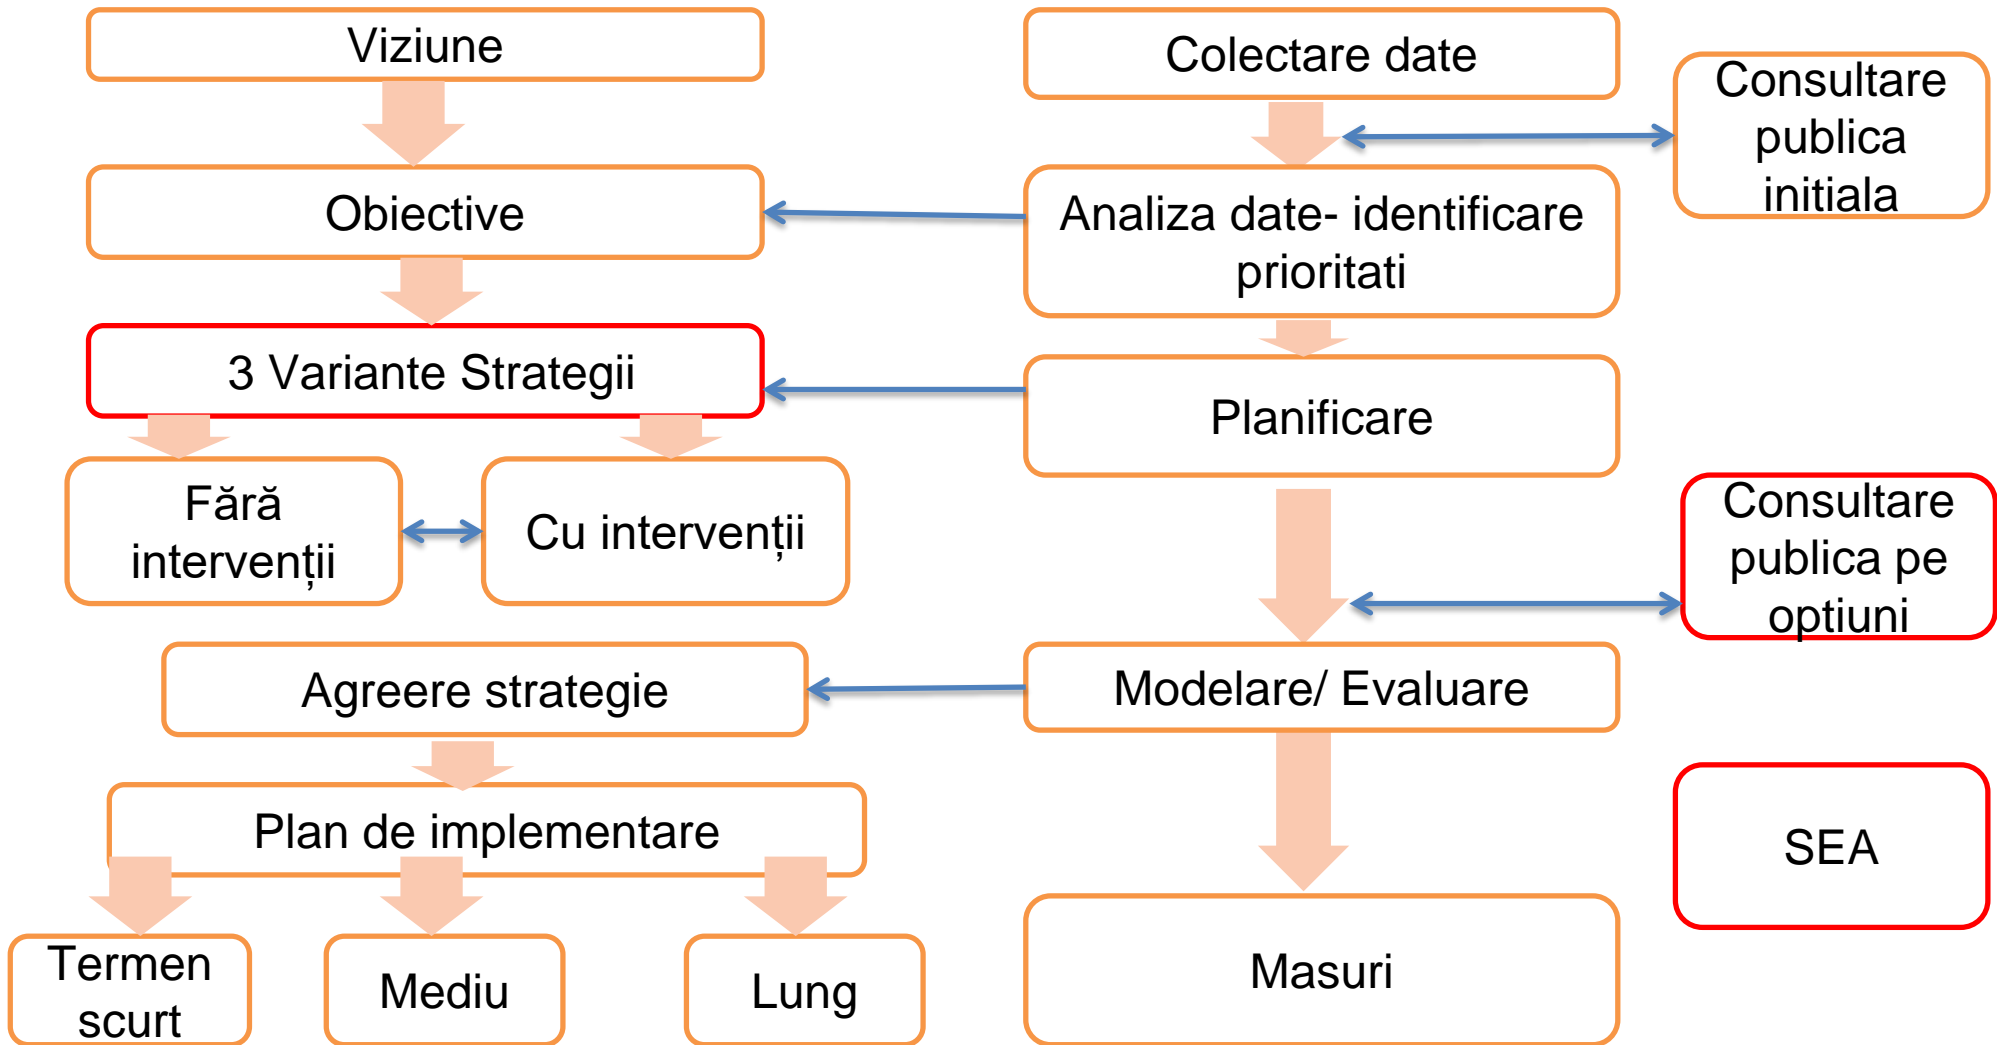 Viziune
Obiective
3 Variante Strategii
Fără
intervenții
Cu intervenții
Agreere strategie
Plan de implementare
Termen
scurt
Mediu
Lung
Colectare date
Analiza date- identificare
prioritati
Planificare
Modelare/ Evaluare
Masuri
Consultare
publica
initiala
Consultare
publica pe
optiuni
SEA